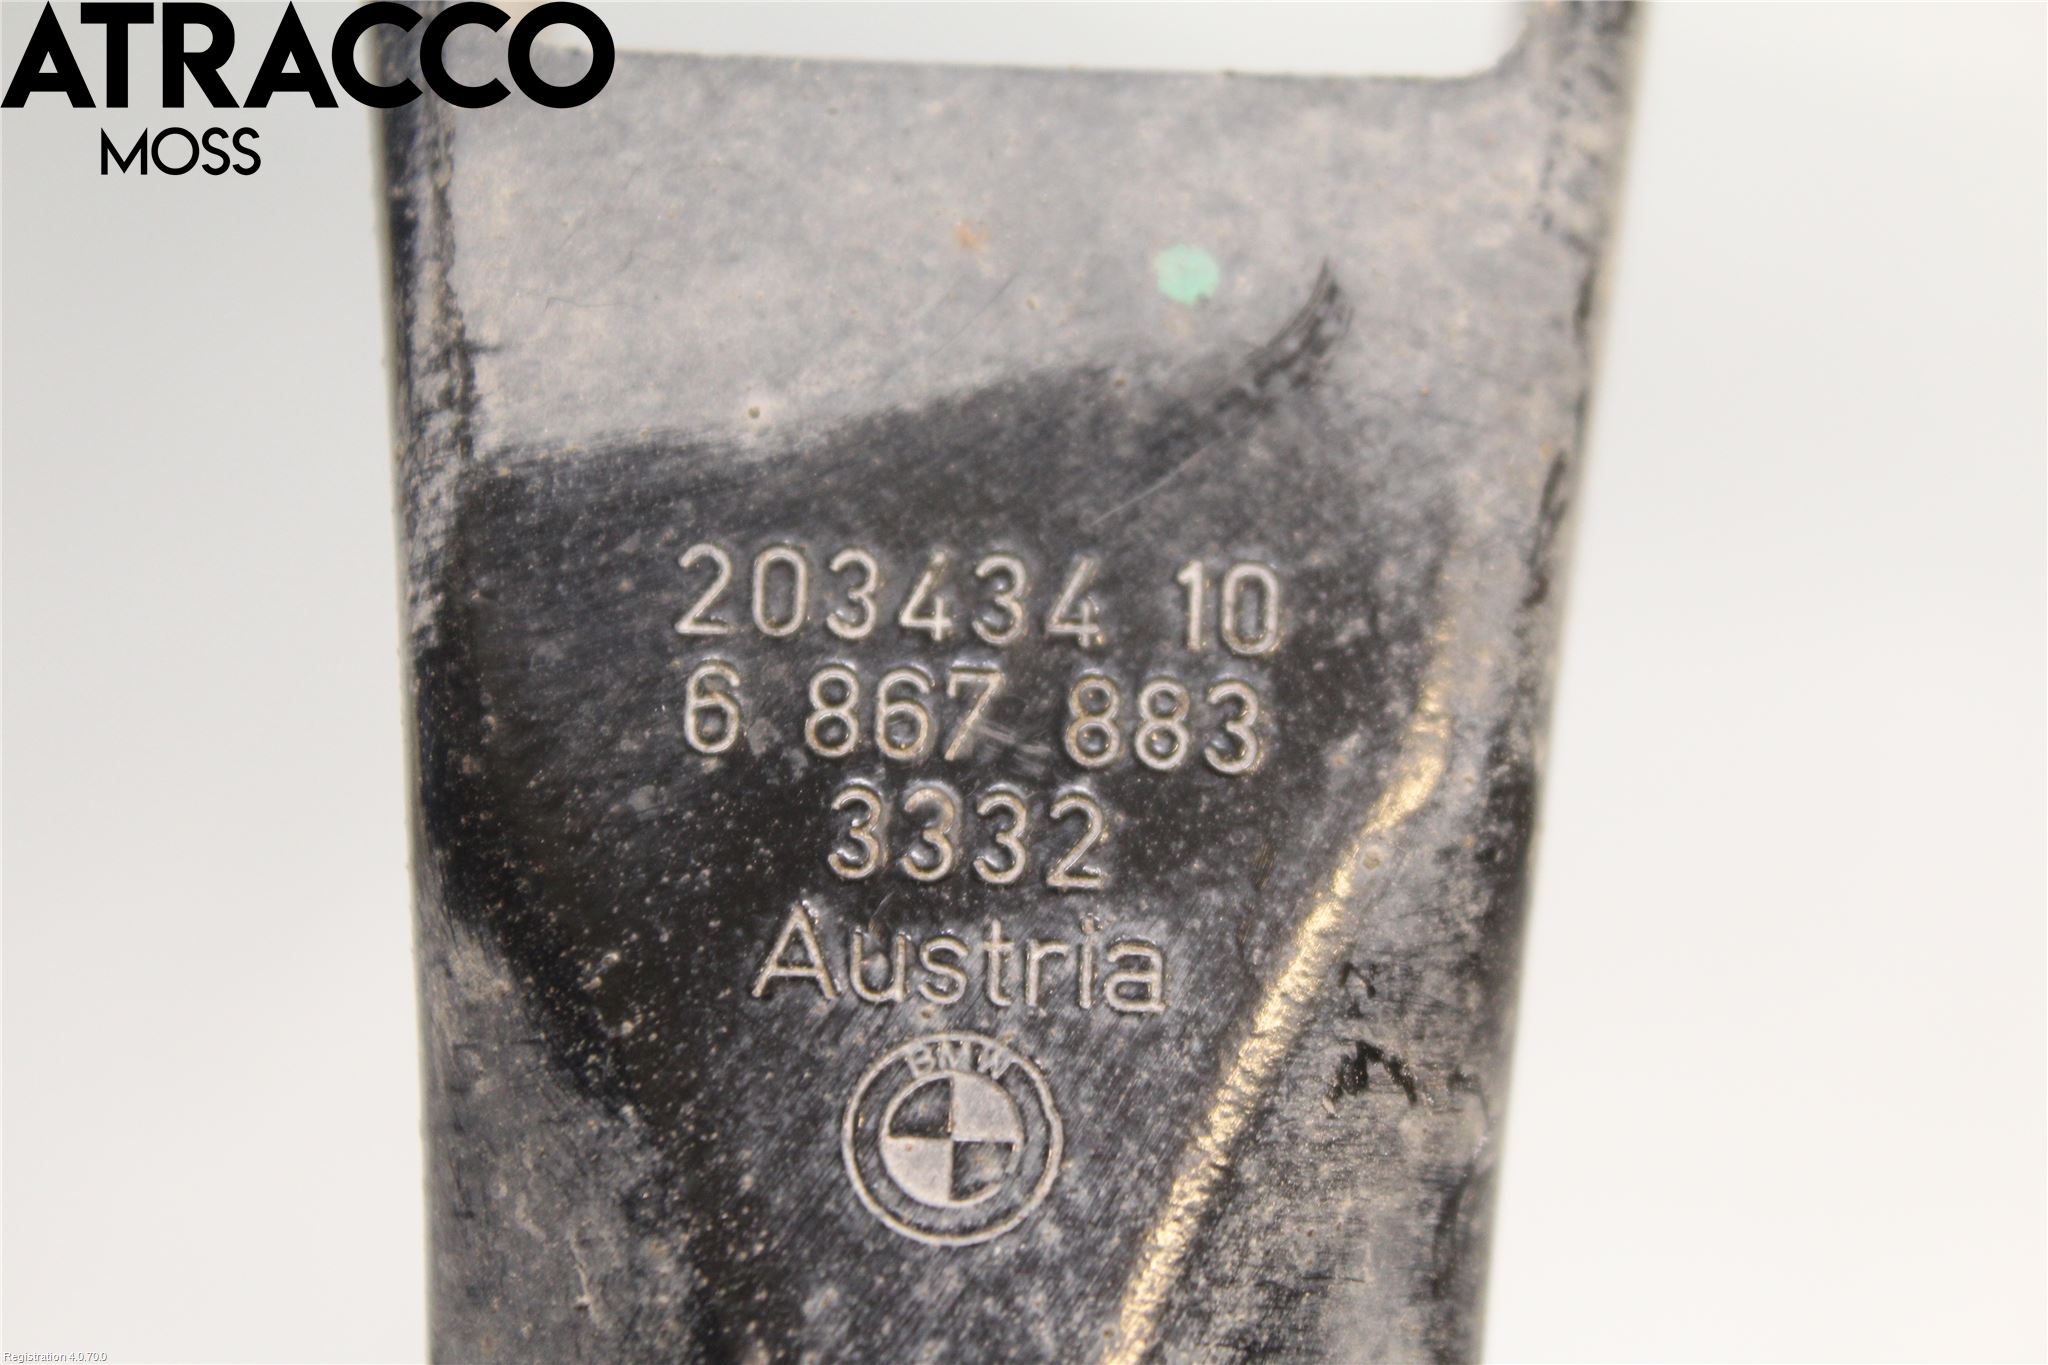 ATRACCO
MOSS
203434 10
6 867 883
3332
Austria
BMW
Registration 4.0.70.0